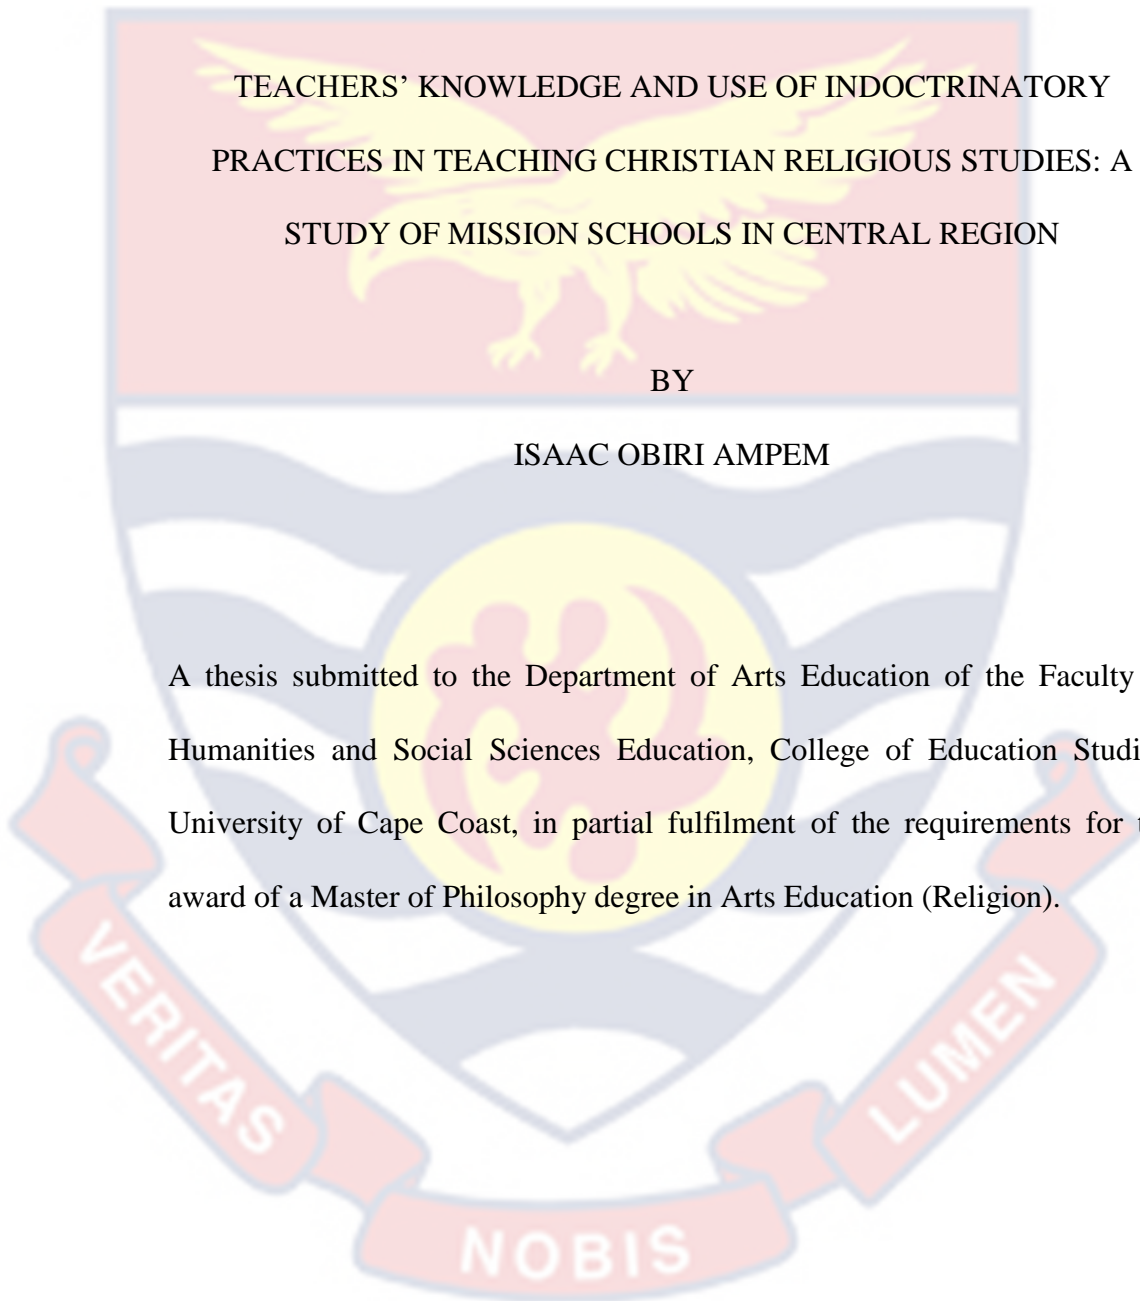 TEACHERS’ KNOWLEDGE AND USE OF INDOCTRINATORY
PRACTICES IN TEACHING CHRISTIAN RELIGIOUS STUDIES: A
STUDY OF MISSION SCHOOLS IN CENTRAL REGION
BY
ISAAC OBIRI AMPEM
A thesis submitted to the Department of Arts Education of the Faculty
Humanities and Social Sciences Education, College of Education
University of Cape Coast, in partial fulfilment of the requirements for
award of a Master of Philosophy degree in Arts Education (Religion).
VERITAS
NOBIS
LUMEN